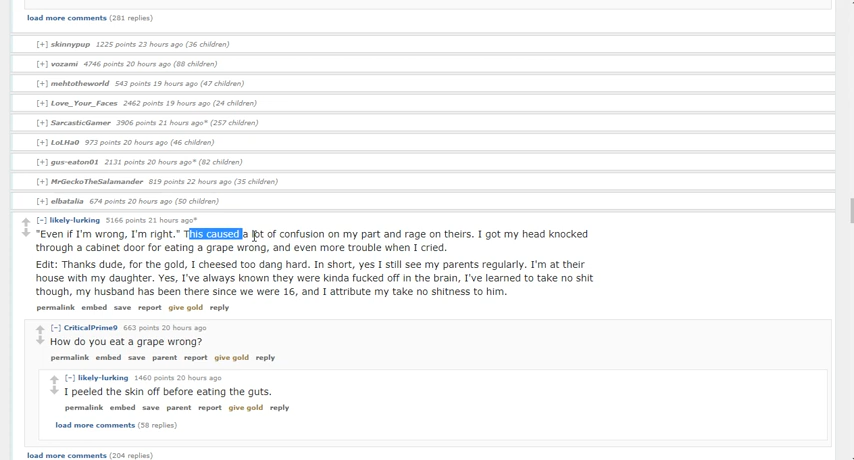 load more comments (281 replies)
[+] skinnypup 1225 points 23 hours ago (36 children)
[+] vozami 4746 points 20 hours ago (88 children)
[+] mehtotheworld 543 points 19 hours ago (47 children)
[+] Love_Your_Faces 2462 points 19 hours ago (24 children)
[+] SarcasticGamer 3906 points 21 hours ago* (257 children)
[+] LoLHa0 973 points 20 hours ago (46 children)
[+] gus-eaton01 2131 points 20 hours ago* (82 children)
[+] MrGeckoTheSalamander 819 points 22 hours ago (35 children)
[+] elbatalia 674 points 20 hours ago (50 children)
[−] likely-lurking 5166 points 21 hours ago*
"Even if I'm wrong, I'm right." This caused a lot of confusion on my part and rage on theirs. I got my head knocked
through a cabinet door for eating a grape wrong, and even more trouble when I cried.
Edit: Thanks dude, for the gold, I cheesed too dang hard. In short, yes I still see my parents regularly. I'm at their
house with my daughter. Yes, I've always known they were kinda fucked off in the brain, I've learned to take no shit
though, my husband has been there since we were 16, and I attribute my take no shitness to him.
permalink embed save report give gold reply
[−] CriticalPrime9 663 points 20 hours ago
How do you eat a grape wrong?
permalink embed save parent report give gold reply
[−] likely-lurking 1460 points 20 hours ago
I peeled the skin off before eating the guts.
permalink embed save parent report give gold reply
load more comments (58 replies)
load more comments (204 replies)